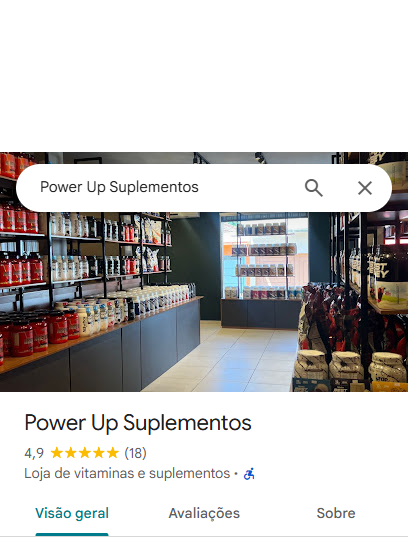 Power Up Suplementos
Power Up Suplementos
4,9 (18)
Loja de vitaminas e suplementos ·
Visão geral
Avaliações
Sobre